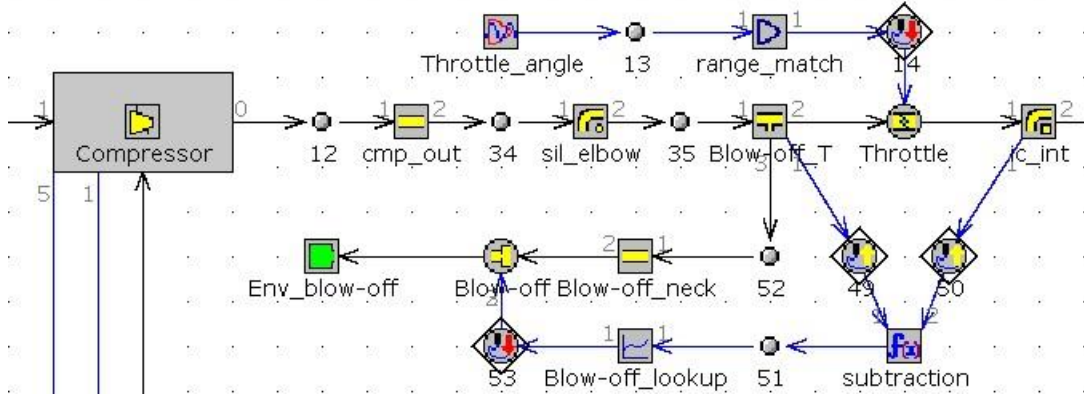 1 1
Throttle_angle 13 range_match 14
1 0 1 2 1 2 1 2 1 2
Compressor 12 cmp_out 34 sil_elbow 35 Blow-off_T Throttle ic_int
5 1 3 1 1
2 1
Env_blow-off Blow-off Blow-off_neck 52 49 50
2 1 1 2
53 Blow-off_lookup 51 subtraction
f(x)